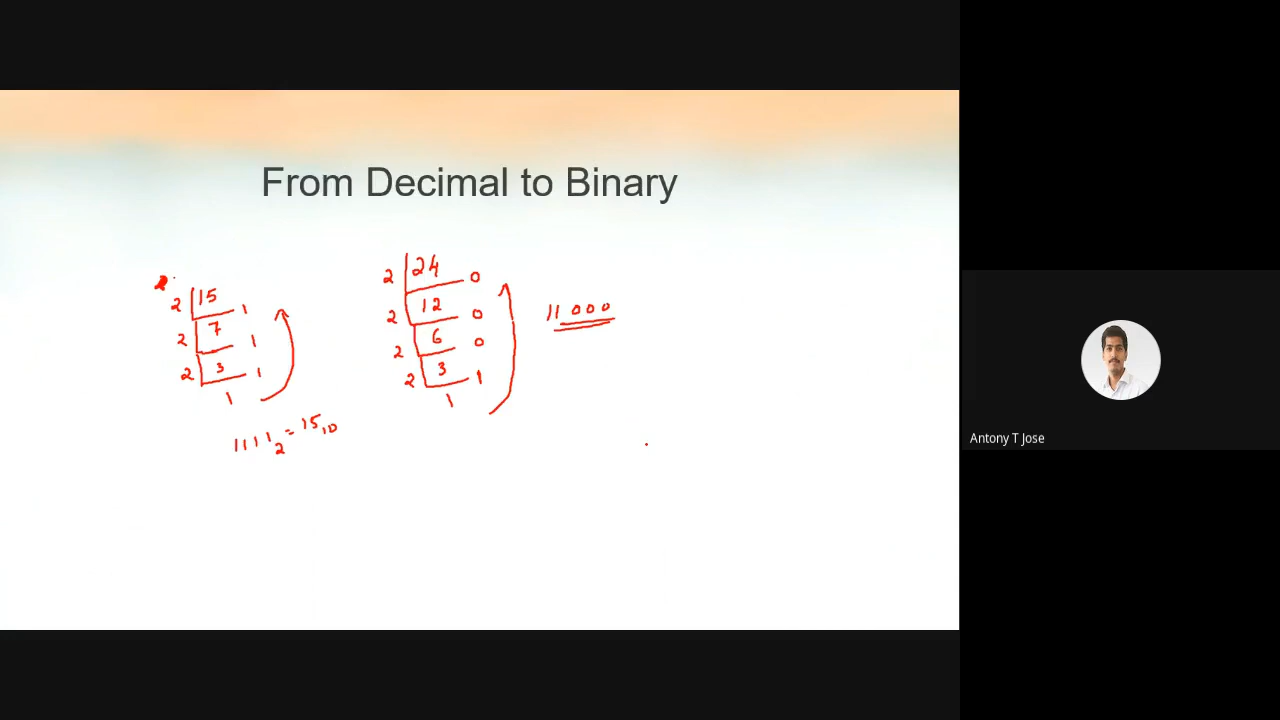 From Decimal to Binary
2 15 1
2 7 1
2 3 1
1
1111₂ = 15₁₀
2 24 0
2 12 0
2 6 0
2 3 1
1
11000
Antony T Jose